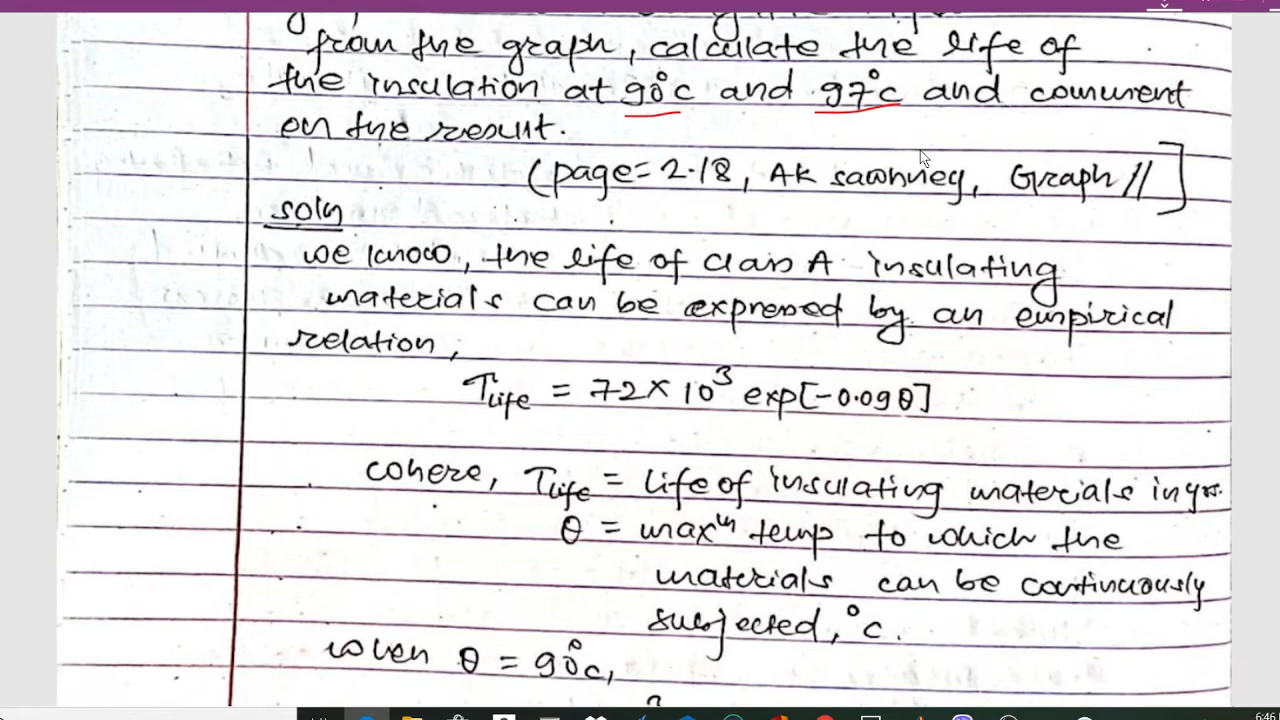 from the graph, calculate the life of
the insulation at 90°c and 97°c and comment
on the result.
(page=2.18, AK sawhney, Graph //]
soln
we know, the life of class A insulating
materials can be expressed by an empirical
relation,
Tlife = 72×10³ exp[-0.09θ]
where, Tlife = life of insulating materials in yrs.
θ = maxm temp to which the
materials can be continuously
subjected, °c.
when θ = 90°c,
6:46